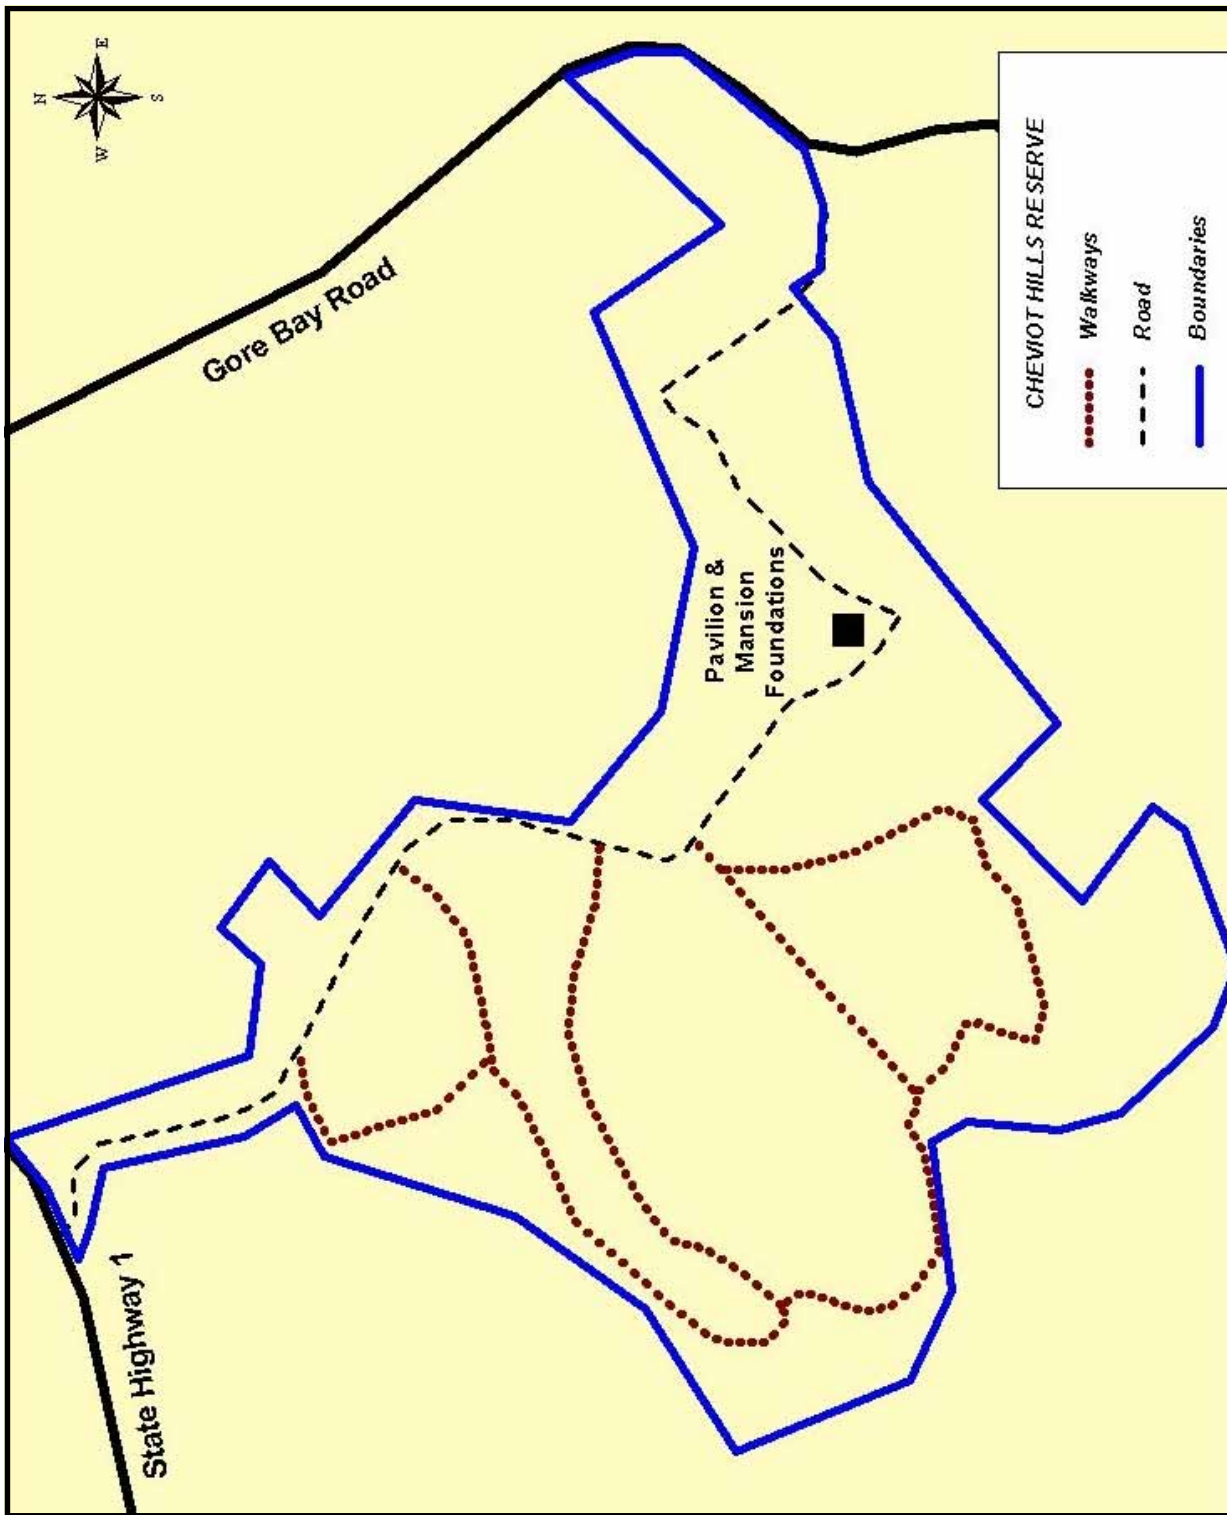 N
E
S
W
Gore Bay Road
State Highway 1
Pavilion &
Mansion
Foundations
CHEVIOT HILLS RESERVE
Walkways
Road
Boundaries